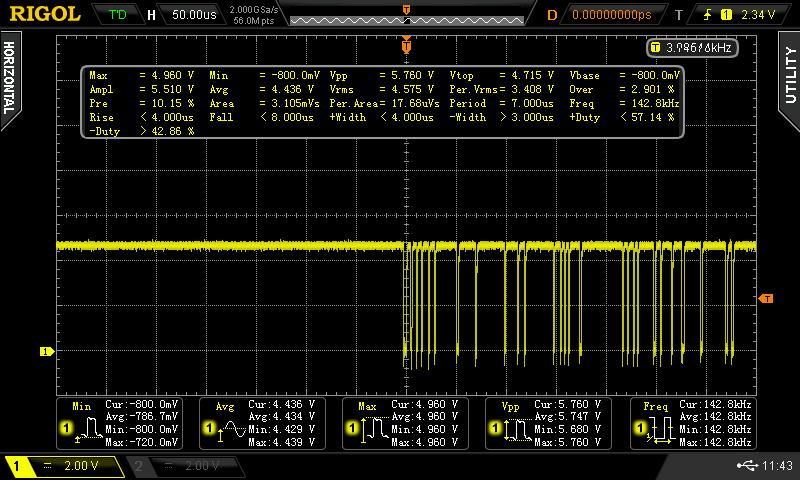 RIGOL T'D H 50.00us 2.000GSa/s 56.0M pts D 0.00000000ps T 1 2.34 V
HORIZONTAL
UTILITY
T
T
Max = 4.960 V Min = -800.0mV Vpp = 5.760 V Vtop = 4.715 V Vbase = -800.0mV
Ampl = 5.510 V Avg = 4.436 V Vrms = 4.575 V Per.Vrms= 3.408 V Over = 2.901 %
Pre = 10.15 % Area = 3.105mVs Per.Area= 17.68uVs Period = 7.000us Freq = 142.8kHz
Rise < 4.000us Fall < 8.000us +Width < 4.000us -Width > 3.000us +Duty < 57.14 %
-Duty > 42.86 %
T
1
Min Cur:-800.0mV
Avg:-786.7mV
1 Min:-800.0mV
Max:-720.0mV
Avg Cur:4.436 V
Avg:4.434 V
1 Min:4.429 V
Max:4.439 V
Max Cur:4.960 V
Avg:4.960 V
1 Min:4.960 V
Max:4.960 V
Vpp Cur:5.760 V
Avg:5.747 V
1 Min:5.680 V
Max:5.760 V
Freq Cur:142.8kHz
Avg:142.8kHz
1 Min:142.8kHz
Max:142.8kHz
1 2.00 V 2 2.00 V 11:43